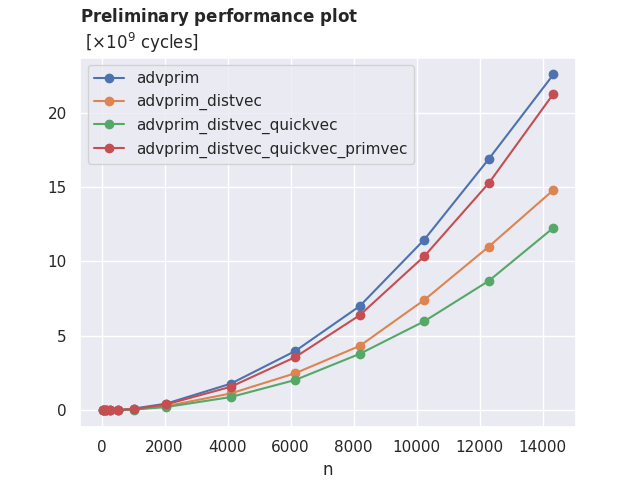 Preliminary performance plot
[×10⁹ cycles]
advprim
advprim_distvec
advprim_distvec_quickvec
advprim_distvec_quickvec_primvec
20
15
10
5
0
0 2000 4000 6000 8000 10000 12000 14000
n